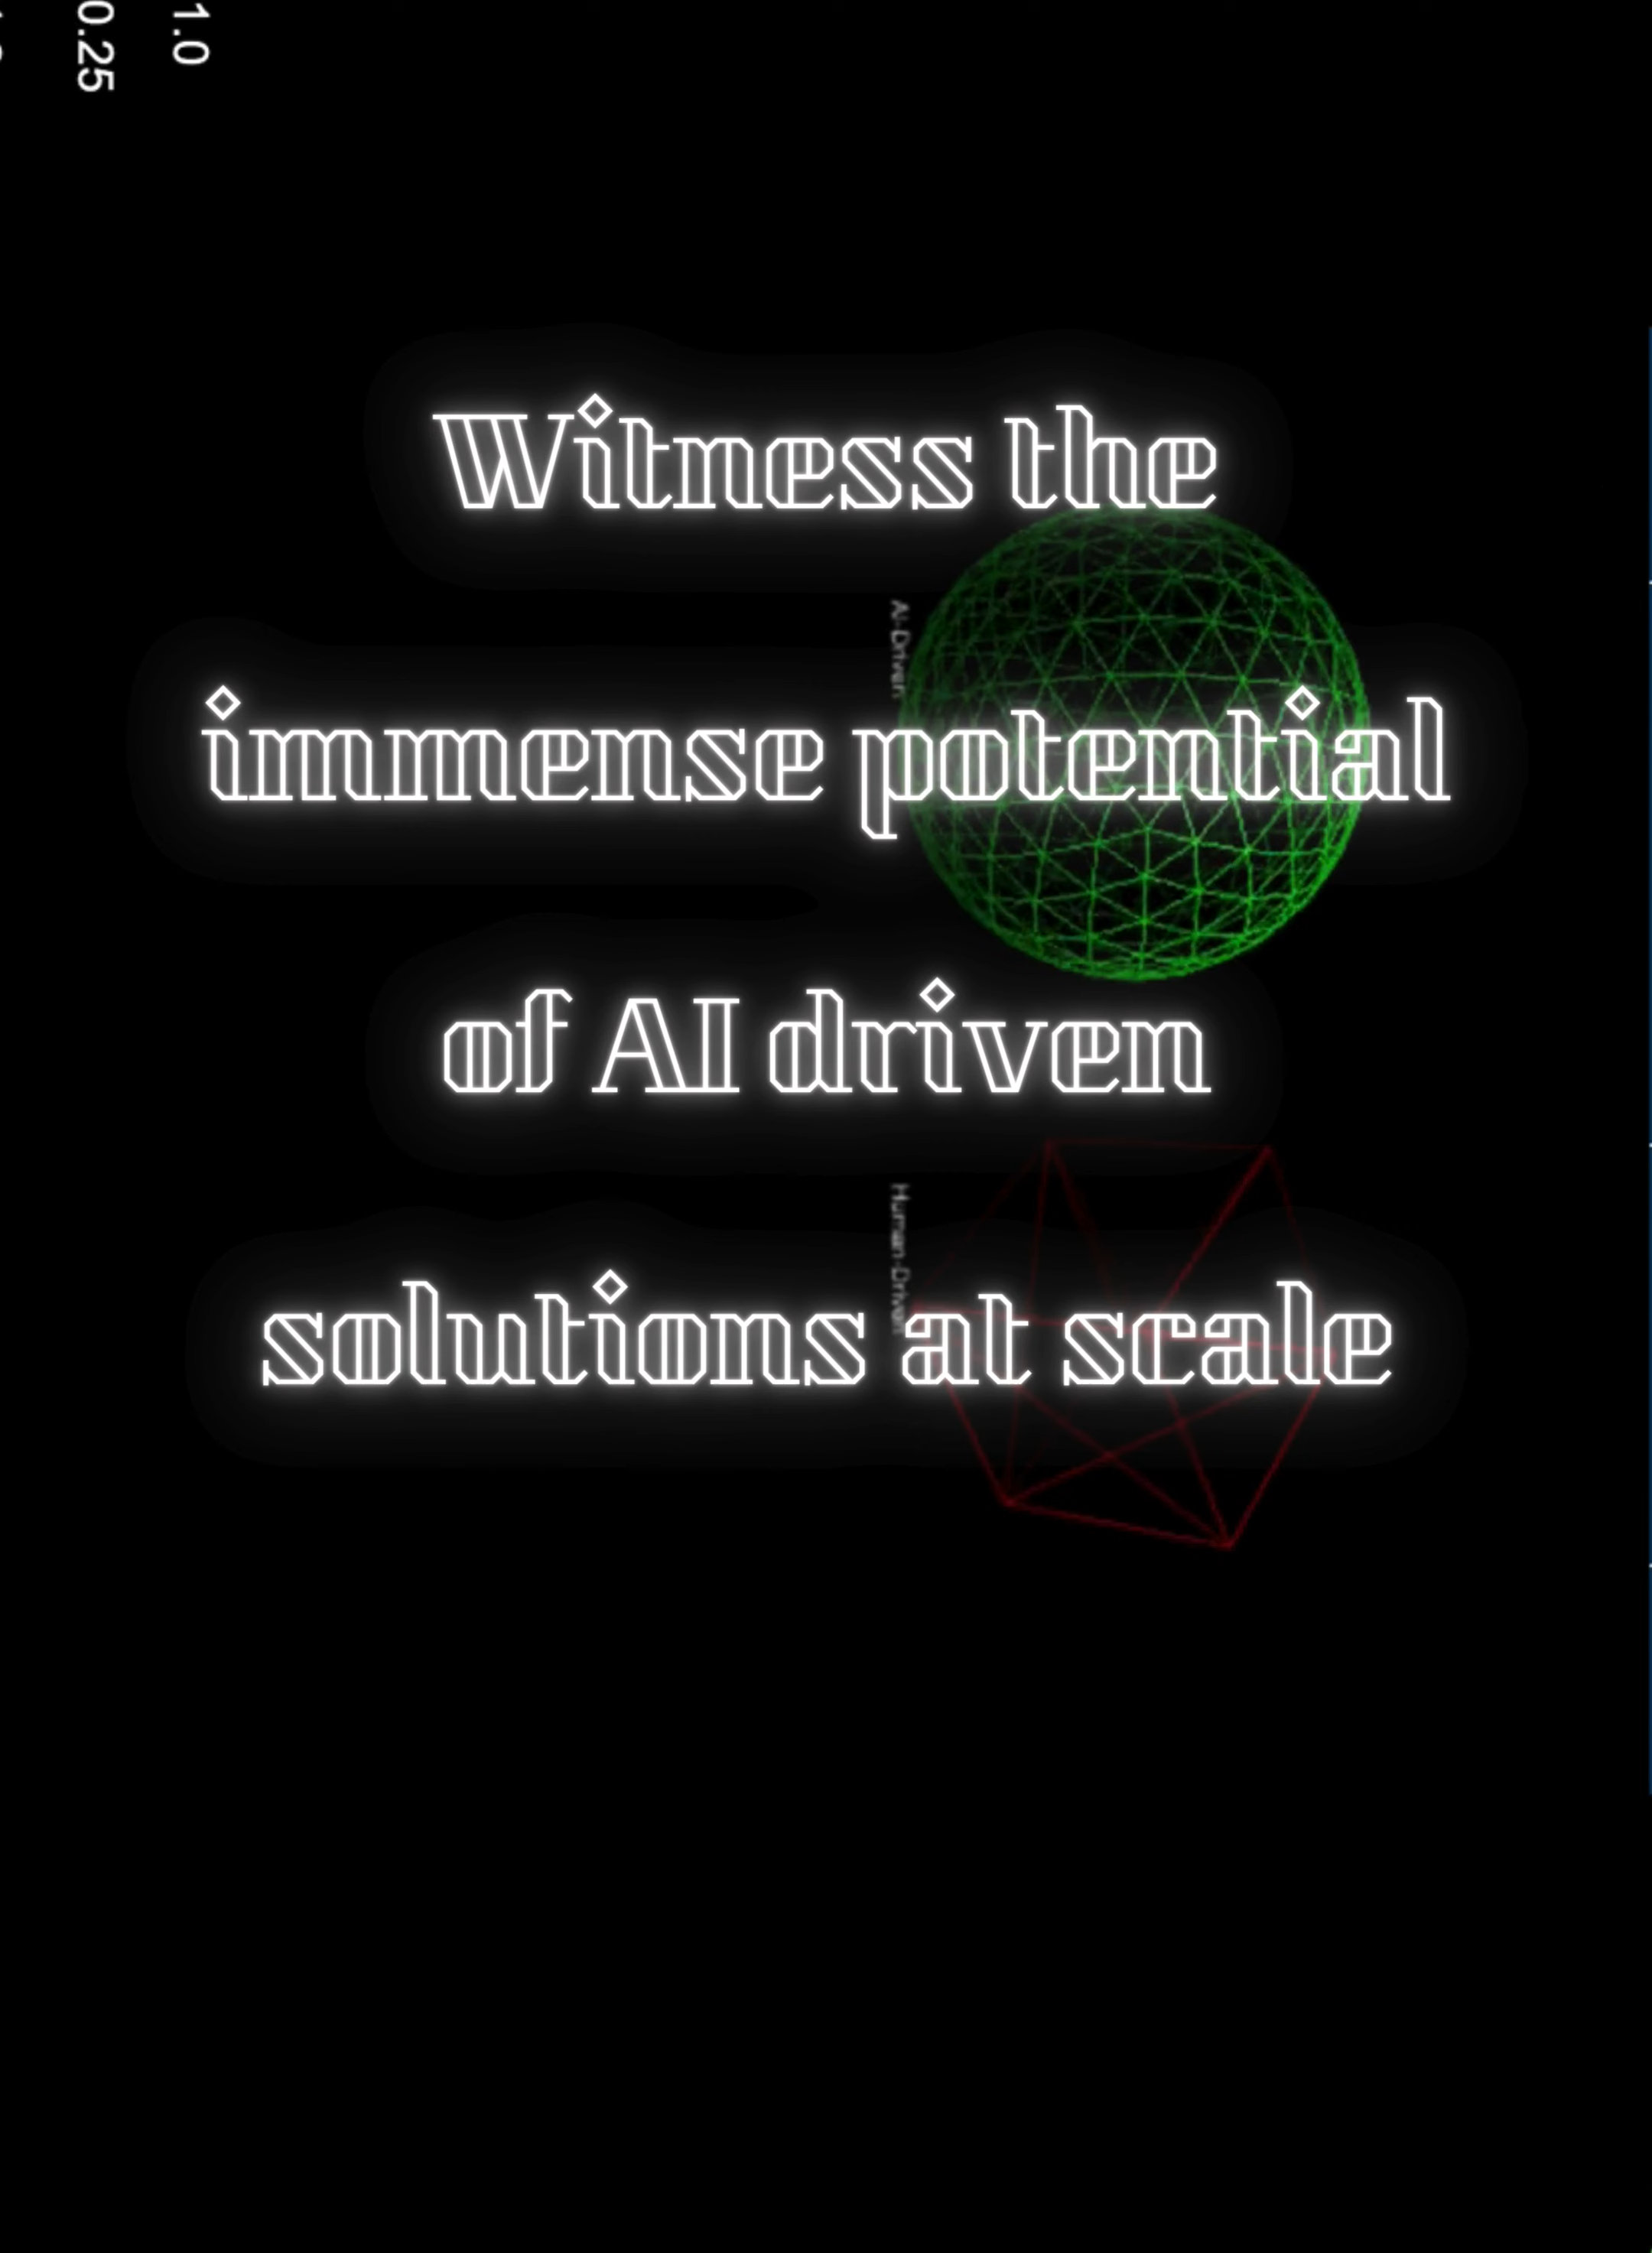 1.0
0.25
Witness the
AI-Driven
immense potential
of AI driven
Human-Driven
solutions at scale